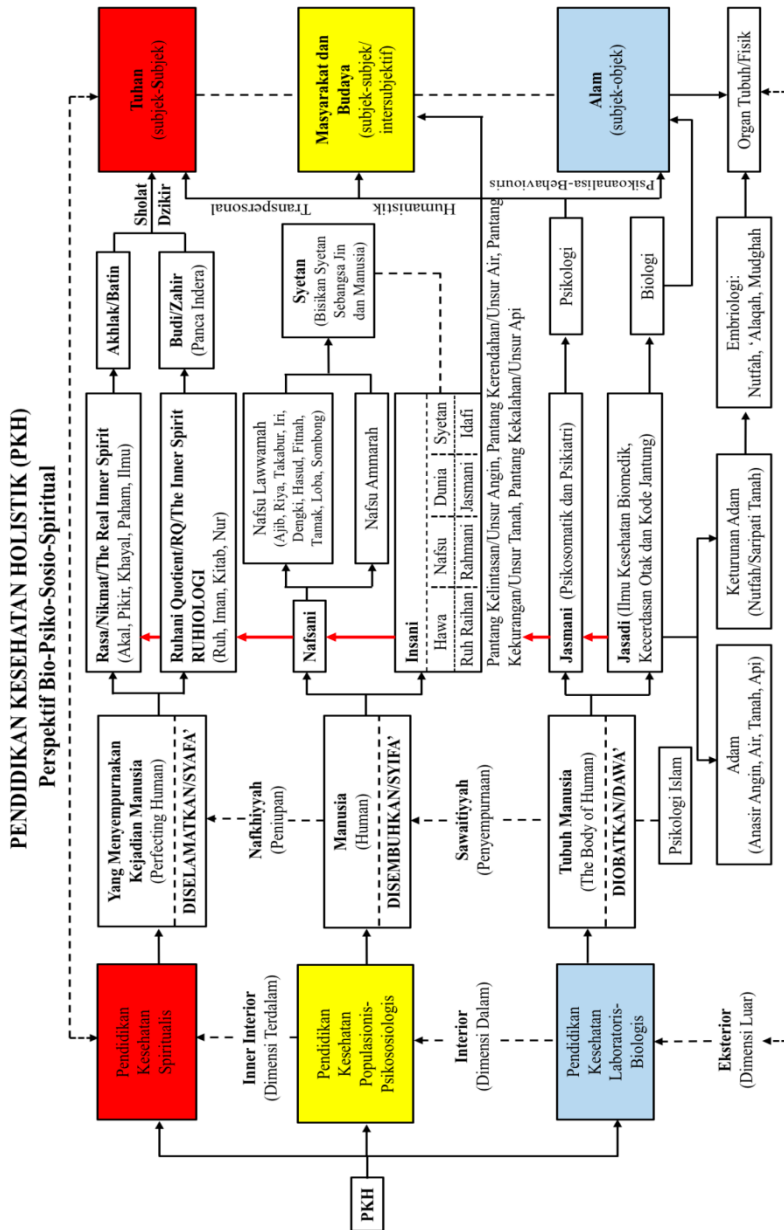 PENDIDIKAN KESEHATAN HOLISTIK (PKH)
Perspektif Bio-Psiko-Sosio-Spiritual
PKH
Pendidikan
Kesehatan
Spiritualis
Inner Interior
(Dimensi Terdalam)
Pendidikan
Kesehatan
Populasionis-
Psikososiologis
Interior
(Dimensi Dalam)
Pendidikan
Kesehatan
Laboratoris-
Biologis
Eksterior
(Dimensi Luar)
Yang Menyempurnakan
Kejadian Manusia
(Perfecting Human)
DISELAMATKAN/SYAFA’
Nafkhiyyah
(Peniupan)
Manusia
(Human)
DISEMBUHKAN/SYIFA’
Sawaitiyyah
(Penyempurnaan)
Tubuh Manusia
(The Body of Human)
DIOBATKAN/DAWA’
Psikologi Islam
Adam
(Anasir Angin, Air, Tanah, Api)
Rasa/Nikmat/The Real Inner Spirit
(Akal, Pikir, Khayal, Paham, Ilmu)
Ruhani Quotient/RQ/The Inner Spirit
RUHIOLOGI
(Ruh, Iman, Kitab, Nur)
Nafsani
Insani
Hawa
Nafsu
Dunia
Syetan
Ruh Raihan
Rahmani
Jasmani
Idafi
Pantang Kelintasan/Unsur Angin, Pantang Kerendahan/Unsur Air, Pantang
Kekurangan/Unsur Tanah, Pantang Kekalahan/Unsur Api
Jasmani (Psikosomatik dan Psikiatri)
Jasadi (Ilmu Kesehatan Biomedik,
Kecerdasan Otak dan Kode Jantung)
Keturunan Adam
(Nutfah/Saripati Tanah)
Nafsu Lawwamah
(Ajib, Riya, Takabur, Iri,
Dengki, Hasud, Fitnah,
Tamak, Loba, Sombong)
Nafsu Ammarah
Akhlak/Batin
Budi/Zahir
(Panca Indera)
Syetan
(Bisikan Syetan
Sebangsa Jin
dan Manusia)
Psikologi
Biologi
Embriologi:
Nutfah, ‘Alaqah, Mudghah
Sholat
Dzikir
Transpersonal
Humanistik
Psikoanalisa-Behaviouris
Tuhan
(subjek-Subjek)
Masyarakat dan
Budaya
(subjek-subjek/
intersubjektif)
Alam
(subjek-objek)
Organ Tubuh/Fisik